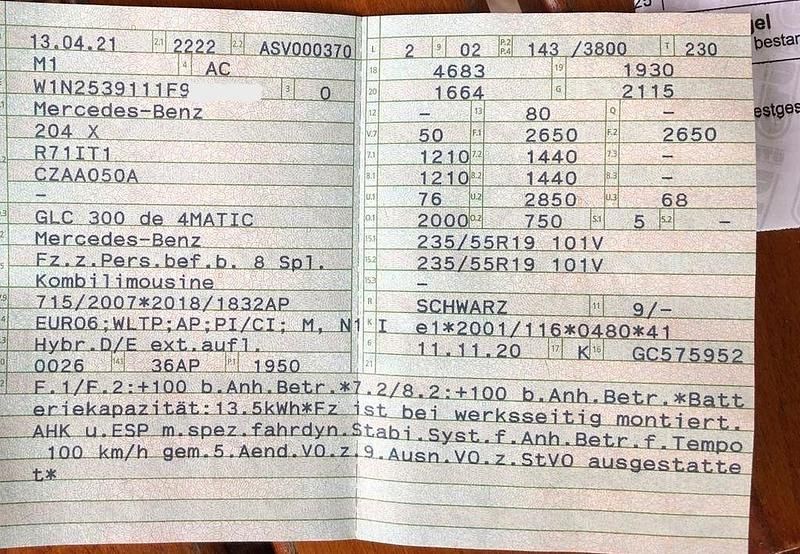 13.04.21 2.1 2222 2.2 ASV000370
M1 4 AC
W1N2539111F9 3 0
Mercedes-Benz
204 X
R71IT1
CZAA050A
–
GLC 300 de 4MATIC
Mercedes-Benz
Fz.z.Pers.bef.b. 8 Spl.
Kombilimousine
715/2007*2018/1832AP
EURO6;WLTP;AP;PI/CI; M, N1 I
Hybr.D/E ext.aufl.
0026 14.1 36AP P.1 1950
L 2 9 02 P.2 P.4 143 /3800 T 230
18 4683 19 1930
20 1664 G 2115
– 13 80 Q –
V.7 50 F.1 2650 F.2 2650
7.1 1210 7.2 1440 7.3 –
8.1 1210 8.2 1440 8.3 –
U.1 76 U.2 2850 U.3 68
O.1 2000 O.2 750 S.1 5 S.2 –
15.1 235/55R19 101V
15.2 235/55R19 101V
15.3 –
R SCHWARZ 11 9/–
K e1*2001/116*0480*41
6 11.11.20 17 K 16 GC575952
21
F.1/F.2:+100 b.Anh.Betr.*7.2/8.2:+100 b.Anh.Betr.*Batt
eriekapazität:13.5kWh*Fz ist bei werksseitig montiert.
AHK u.ESP m.spez.fahrdyn.Stabi.Syst.f.Anh.Betr.f.Tempo
100 km/h gem.5.Aend.VO.z.9.Ausn.VO.z.StVO ausgestatte
t*